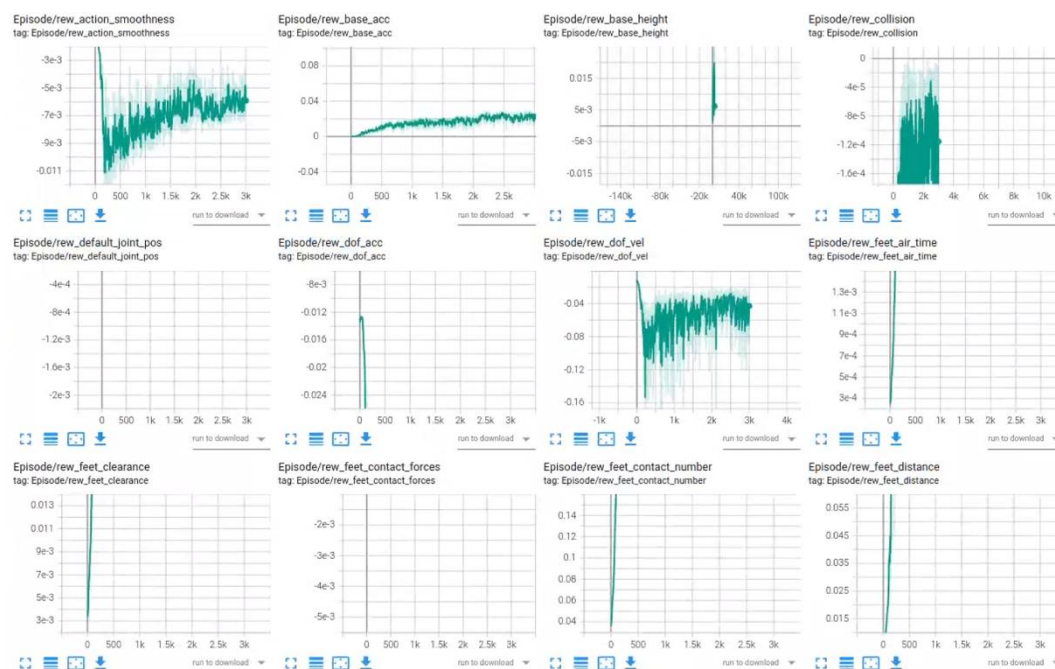 Episode/rew_action_smoothness
tag: Episode/rew_action_smoothness
-3e-3
-5e-3
-7e-3
-9e-3
-0.011
0 500 1k 1.5k 2k 2.5k 3k
run to download
Episode/rew_base_acc
tag: Episode/rew_base_acc
0.08
0.04
0
-0.04
0 500 1k 1.5k 2k 2.5k
run to download
Episode/rew_base_height
tag: Episode/rew_base_height
0.015
5e-3
-5e-3
-0.015
-140k -80k -20k 40k 100k
run to download
Episode/rew_collision
tag: Episode/rew_collision
0
-4e-5
-8e-5
-1.2e-4
-1.6e-4
0 2k 4k 6k 8k 10k
run to download
Episode/rew_default_joint_pos
tag: Episode/rew_default_joint_pos
-4e-4
-8e-4
-1.2e-3
-1.6e-3
-2e-3
0 500 1k 1.5k 2k 2.5k 3k
run to download
Episode/rew_dof_acc
tag: Episode/rew_dof_acc
-8e-3
-0.012
-0.016
-0.02
-0.024
0 500 1k 1.5k 2k 2.5k 3k
run to download
Episode/rew_dof_vel
tag: Episode/rew_dof_vel
-0.04
-0.08
-0.12
-0.16
-1k 0 1k 2k 3k 4k
run to download
Episode/rew_feet_air_time
tag: Episode/rew_feet_air_time
1.3e-3
1.1e-3
9e-4
7e-4
5e-4
3e-4
0 500 1k 1.5k 2k 2.5k 3k
run to download
Episode/rew_feet_clearance
tag: Episode/rew_feet_clearance
0.013
0.011
9e-3
7e-3
5e-3
3e-3
0 500 1k 1.5k 2k 2.5k 3k
run to download
Episode/rew_feet_contact_forces
tag: Episode/rew_feet_contact_forces
-2e-3
-3e-3
-4e-3
-5e-3
0 500 1k 1.5k 2k 2.5k 3k
run to download
Episode/rew_feet_contact_number
tag: Episode/rew_feet_contact_number
0.14
0.12
0.1
0.08
0.06
0.04
0 500 1k 1.5k 2k 2.5k 3k
run to download
Episode/rew_feet_distance
tag: Episode/rew_feet_distance
0.055
0.045
0.035
0.025
0.015
0 500 1k 1.5k 2k 2.5k 3k
run to download